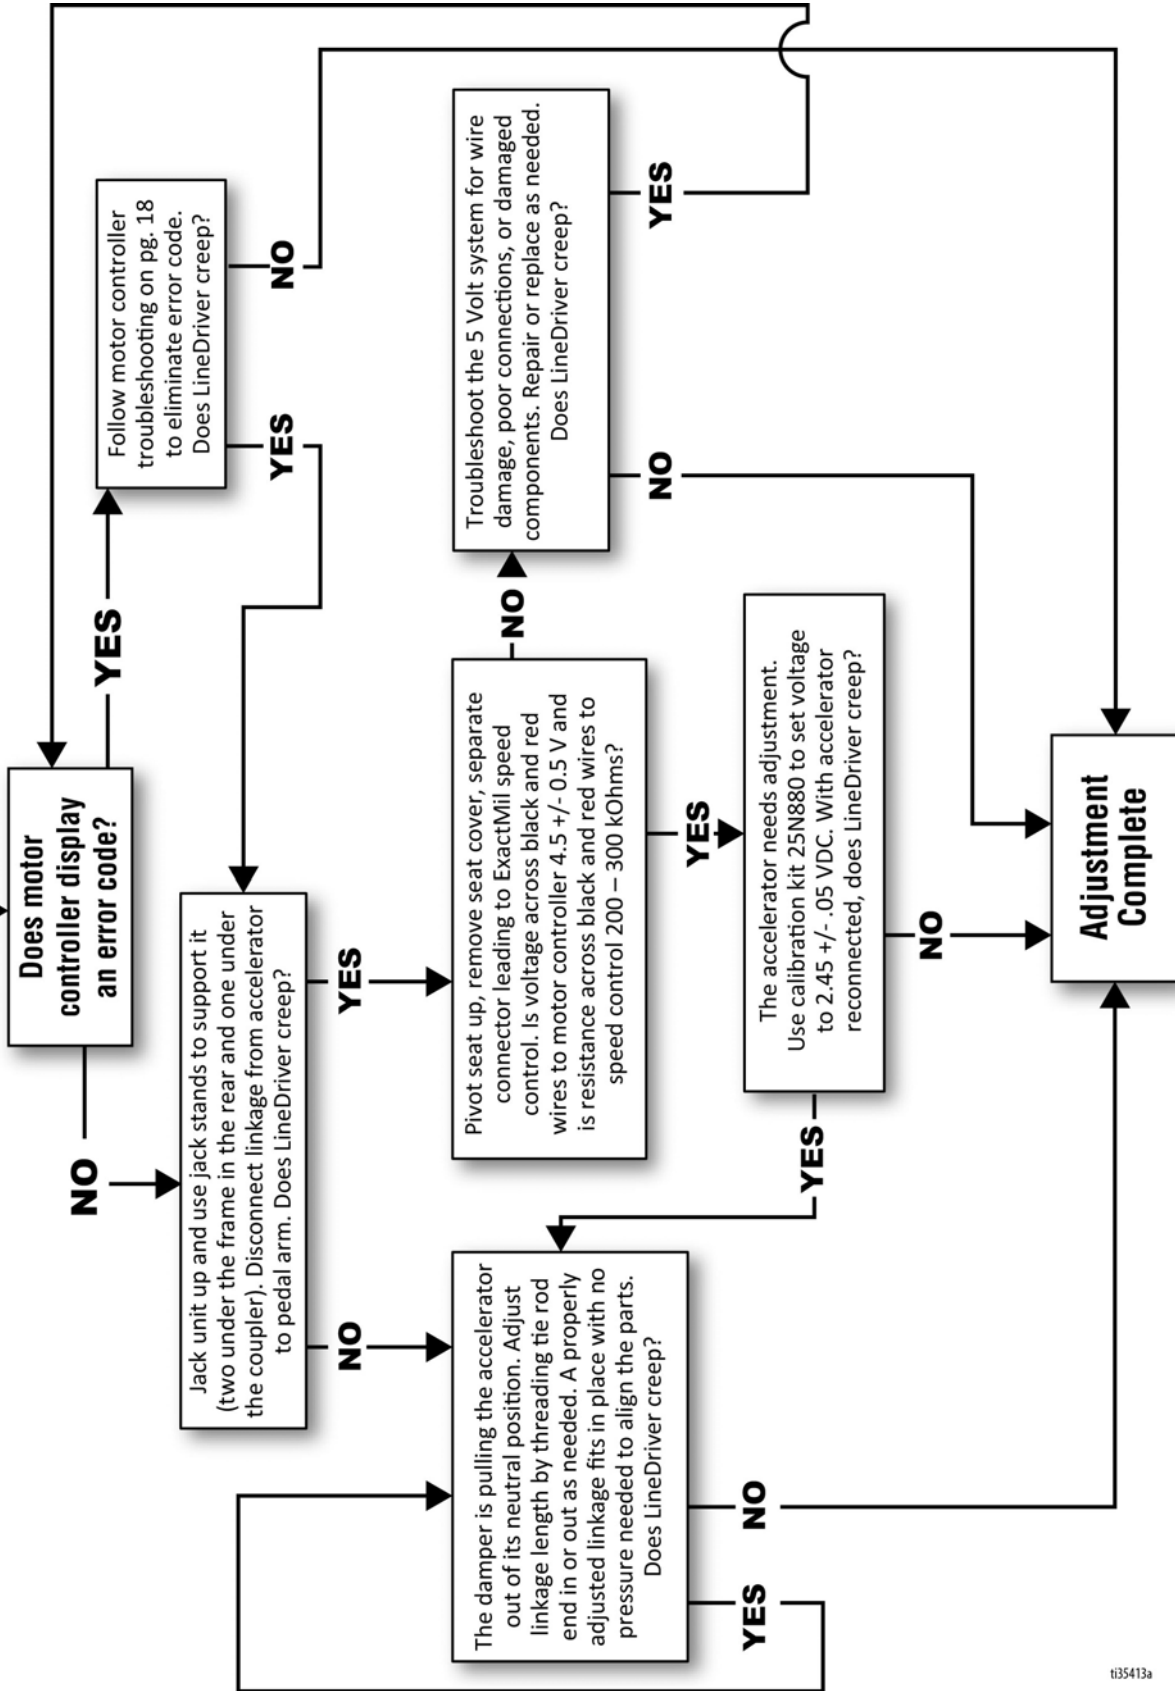 Does motor
controller display
an error code?
YES
NO
Follow motor controller
troubleshooting on pg. 18
to eliminate error code.
Does LineDriver creep?
YES
NO
Jack unit up and use jack stands to support it
(two under the frame in the rear and one under
the coupler). Disconnect linkage from accelerator
to pedal arm. Does LineDriver creep?
NO
YES
Pivot seat up, remove seat cover, separate
connector leading to ExactMil speed
control. Is voltage across black and red
wires to motor controller 4.5 +/- 0.5 V and
is resistance across black and red wires to
speed control 200 – 300 kOhms?
NO
YES
Troubleshoot the 5 Volt system for wire
damage, poor connections, or damaged
components. Repair or replace as needed.
Does LineDriver creep?
NO
YES
The damper is pulling the accelerator
out of its neutral position. Adjust
linkage length by threading tie rod
end in or out as needed. A properly
adjusted linkage fits in place with no
pressure needed to align the parts.
Does LineDriver creep?
YES
NO
The accelerator needs adjustment.
Use calibration kit 25N880 to set voltage
to 2.45 +/- .05 VDC. With accelerator
reconnected, does LineDriver creep?
YES
NO
Adjustment
Complete
ti35413a